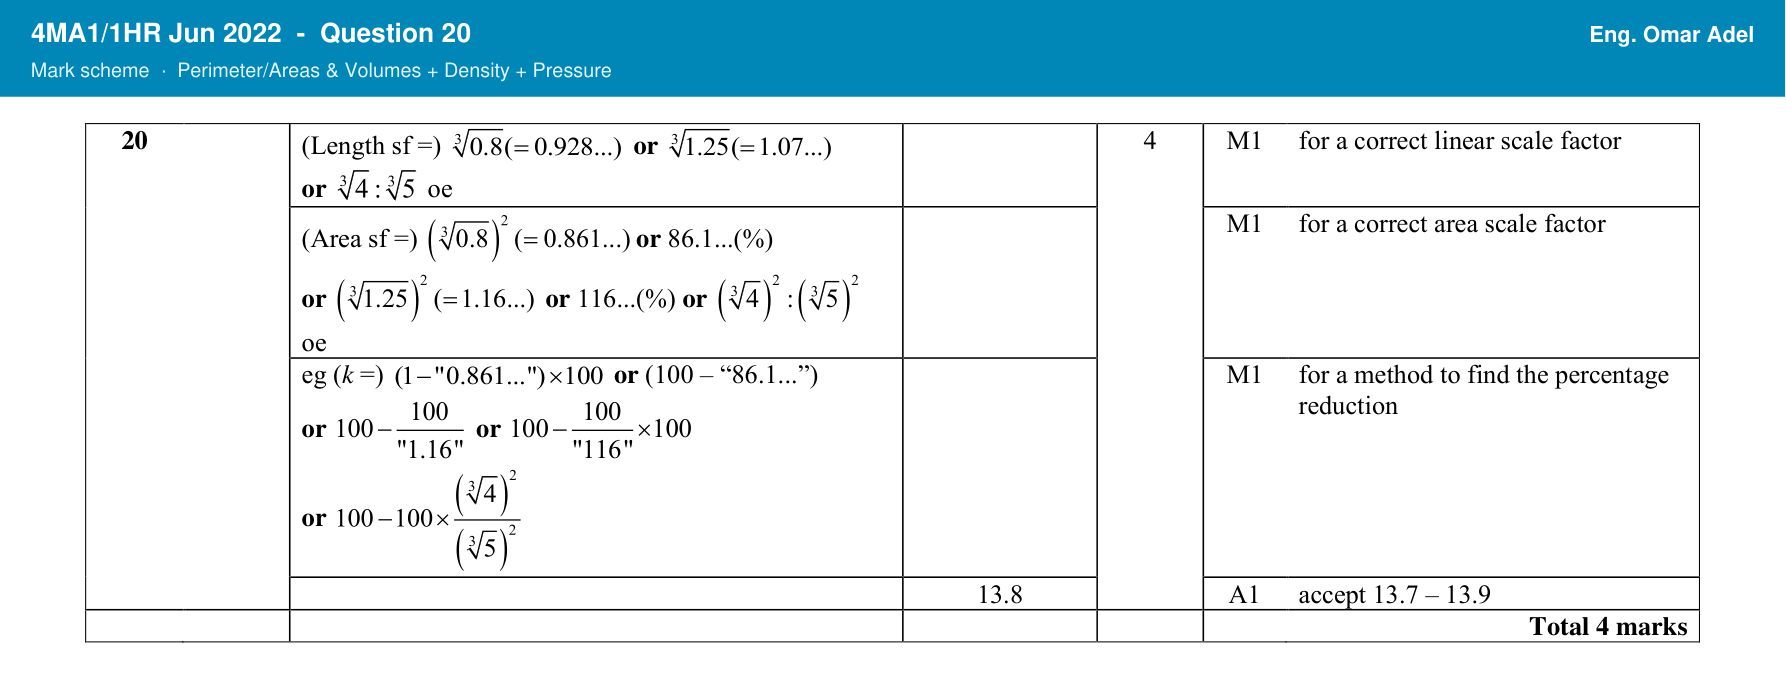 4MA1/1HR Jun 2022 - Question 20
Eng. Omar Adel
Mark scheme · Perimeter/Areas & Volumes + Density + Pressure
20
(Length sf =) ∛0.8(= 0.928...) or ∛1.25(= 1.07...)
or ∛4 : ∛5 oe
4
M1 for a correct linear scale factor
(Area sf =) (∛0.8)² (= 0.861...) or 86.1...(%)
or (∛1.25)² (= 1.16...) or 116...(%) or (∛4)² : (∛5)²
oe
M1 for a correct area scale factor
eg (k =) (1 − "0.861...") × 100 or (100 – “86.1...”)
or 100 − 100/"1.16" or 100 − 100/"116" × 100
or 100 − 100 × (∛4)²/(∛5)²
M1 for a method to find the percentage
reduction
13.8
A1 accept 13.7 – 13.9
Total 4 marks